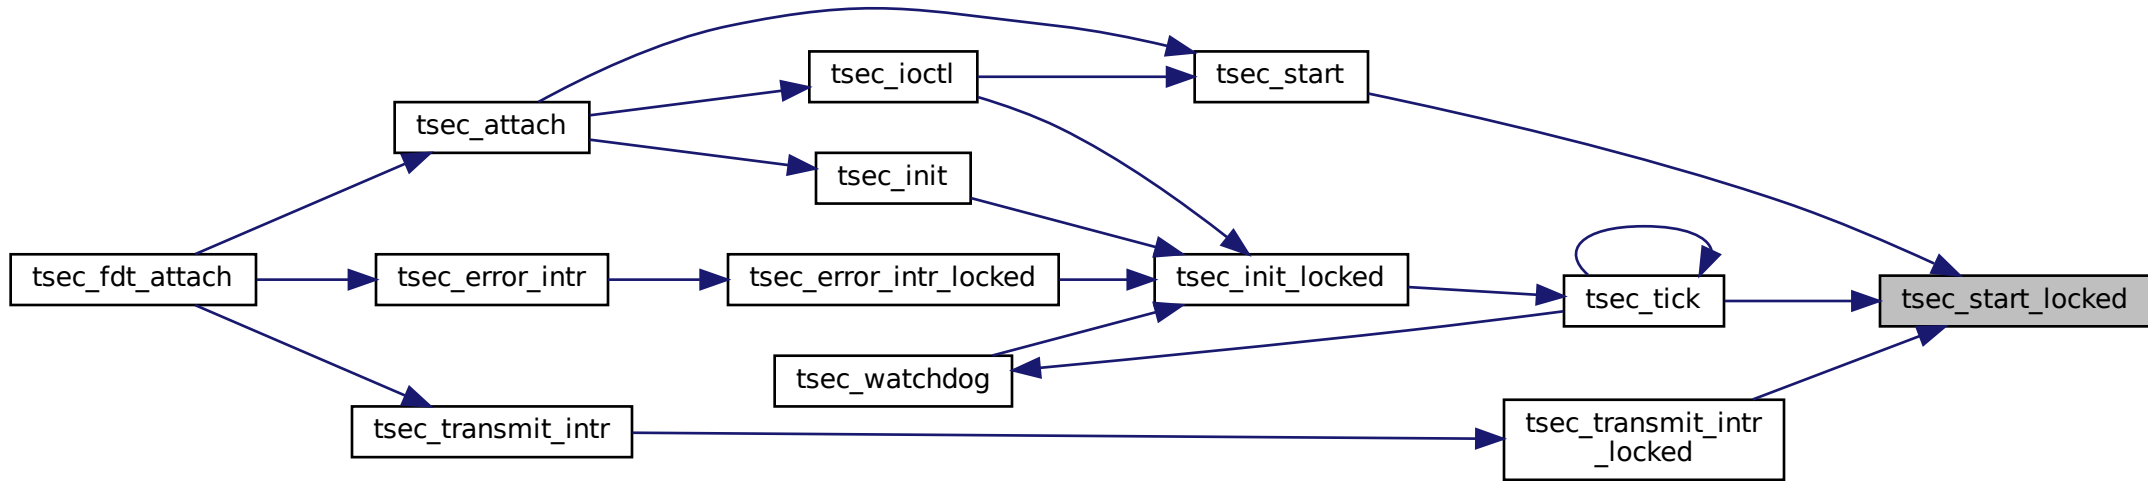 tsec_ioctl
tsec_start
tsec_attach
tsec_init
tsec_fdt_attach
tsec_error_intr
tsec_error_intr_locked
tsec_init_locked
tsec_tick
tsec_start_locked
tsec_watchdog
tsec_transmit_intr
tsec_transmit_intr
_locked